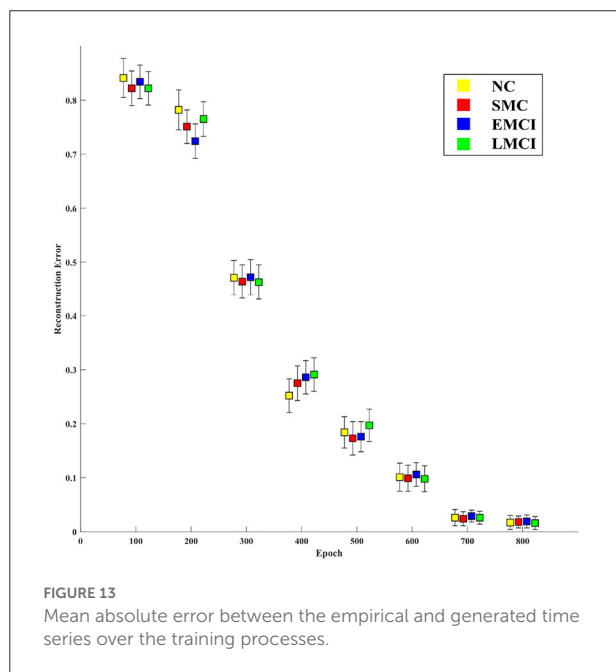 NC
SMC
EMCI
LMCI
0.8
0.7
0.6
0.5
0.4
0.3
0.2
0.1
0
Reconstruction Error
0 100 200 300 400 500 600 700 800
Epoch
FIGURE 13
Mean absolute error between the empirical and generated time
series over the training processes.